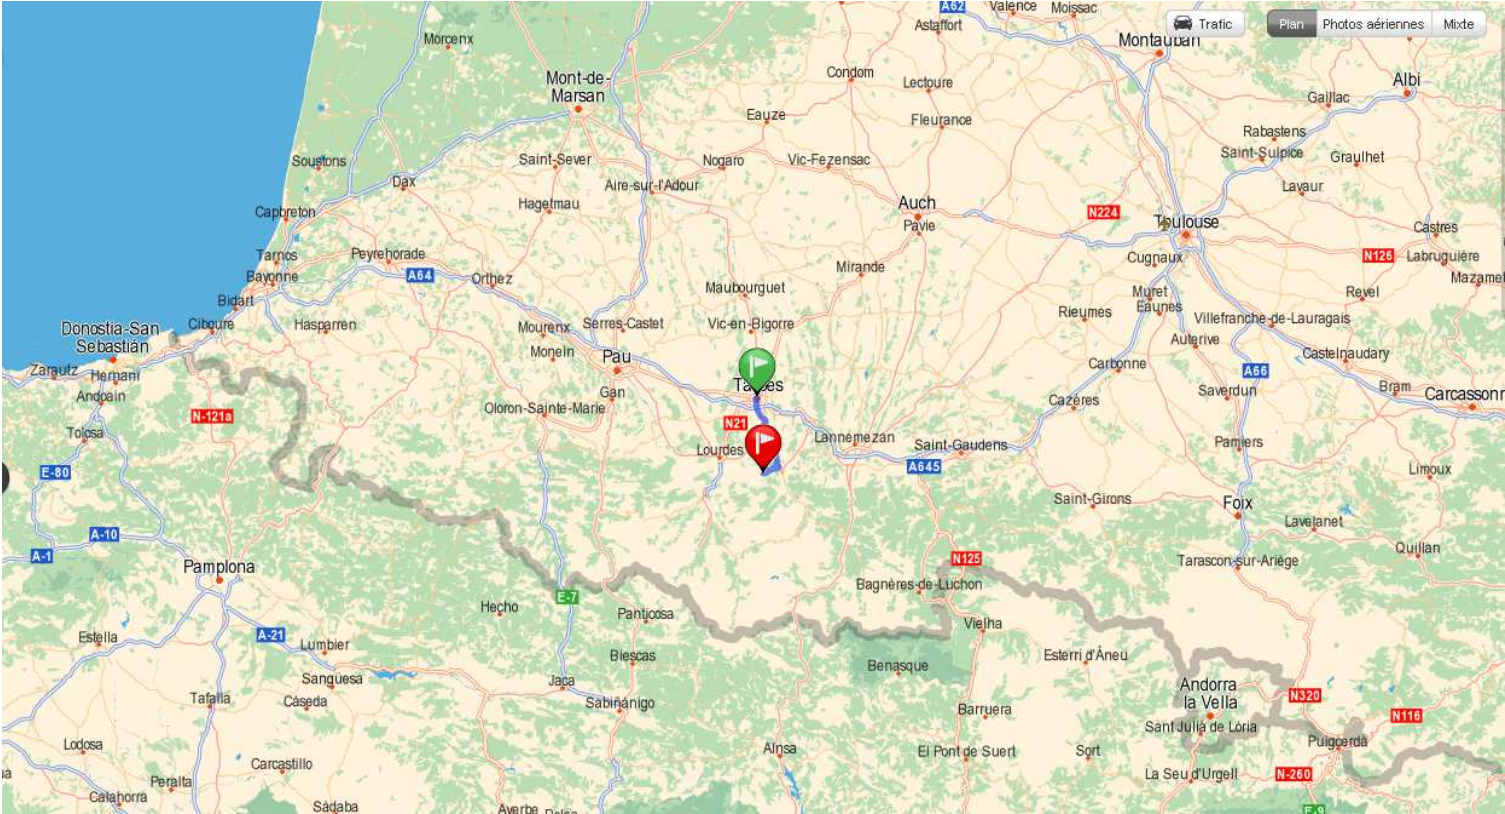 A62
Valence
Moissac
Trafic
Plan
Photos aériennes
Mixte
Astaffort
Morcenx
Montauban
Mont-de-
Marsan
Condom
Lectoure
Albi
Gaillac
Eauze
Fleurance
Rabastens
Soustons
Saint-Sever
Nogaro
Vic-Fezensac
Saint-Sulpice
Graulhet
Dax
Aire-sur-l'Adour
Lavaur
Capbreton
Hagetmau
Auch
N224
Toulouse
Pavie
Castres
Tarnos
Peyrehorade
N126
Labruguière
Bayonne
A64
Orthez
Mirande
Cugnaux
Mazamet
Maubourguet
Muret
Revel
Bidart
Eaunes
Donostia-San
Sebastián
Ciboure
Hasparren
Mourenx
Serres-Castet
Vic-en-Bigorre
Rieumes
Villefranche-de-Lauragais
Auterive
Monein
Pau
Castelnaudary
Zarautz
Hernani
Carbonne
A66
Tarbes
Gan
Saverdun
Bram
Carcassonn
Andoain
Oloron-Sainte-Marie
Cazères
N-121a
N21
Tolosa
Lannemezan
Saint-Gaudens
Pamiers
Lourdes
E-80
A645
Limoux
Saint-Girons
Foix
A-10
Lavelanet
A-1
N125
Quillan
Pamplona
Tarascon-sur-Ariège
Bagnères-de-Luchon
E-7
Hecho
Panticosa
Vielha
Estella
A-21
Lumbier
Biescas
Benasque
Esterri d'Àneu
Sangüesa
Jaca
Andorra
la Vella
Tafalla
Cáseda
Sabiñánigo
N320
Barruera
N116
Sant Julià de Lòria
Lodosa
Aínsa
El Pont de Suert
Sort
Puigcerdà
Carcastillo
La Seu d'Urgell
N-260
Peralta
Calahorra
Sádaba
Ayerbe
E-9